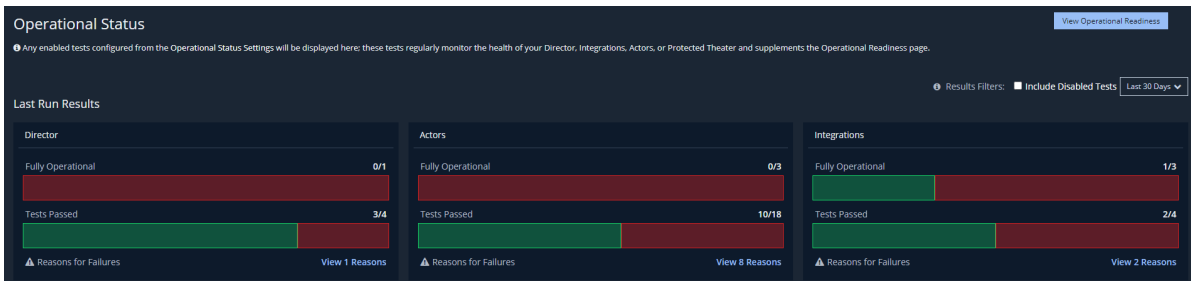 Operational Status
View Operational Readiness
Any enabled tests configured from the Operational Status Settings will be displayed here; these tests regularly monitor the health of your Director, Integrations, Actors, or Protected Theater and supplements the Operational Readiness page.
Results Filters: Include Disabled Tests Last 30 Days
Last Run Results
Director
Fully Operational 0/1
Tests Passed 3/4
Reasons for Failures View 1 Reasons
Actors
Fully Operational 0/3
Tests Passed 10/18
Reasons for Failures View 8 Reasons
Integrations
Fully Operational 1/3
Tests Passed 2/4
Reasons for Failures View 2 Reasons